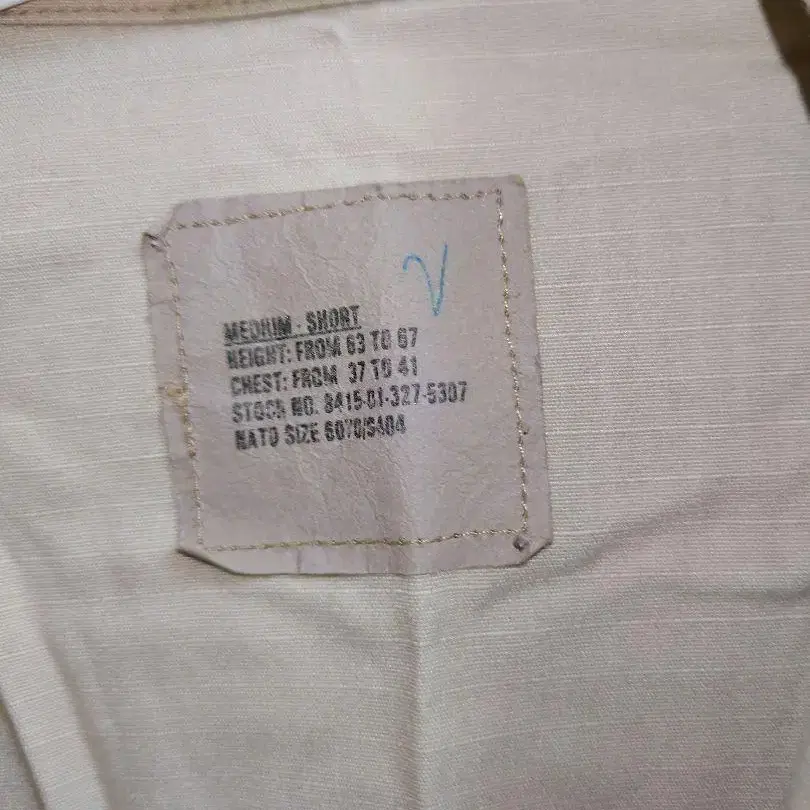 MEDIUM - SHORT
HEIGHT: FROM 63 TO 67
CHEST: FROM 37 TO 41
STOCK NO. 8415-01-327-5307
NATO SIZE 6070/9404